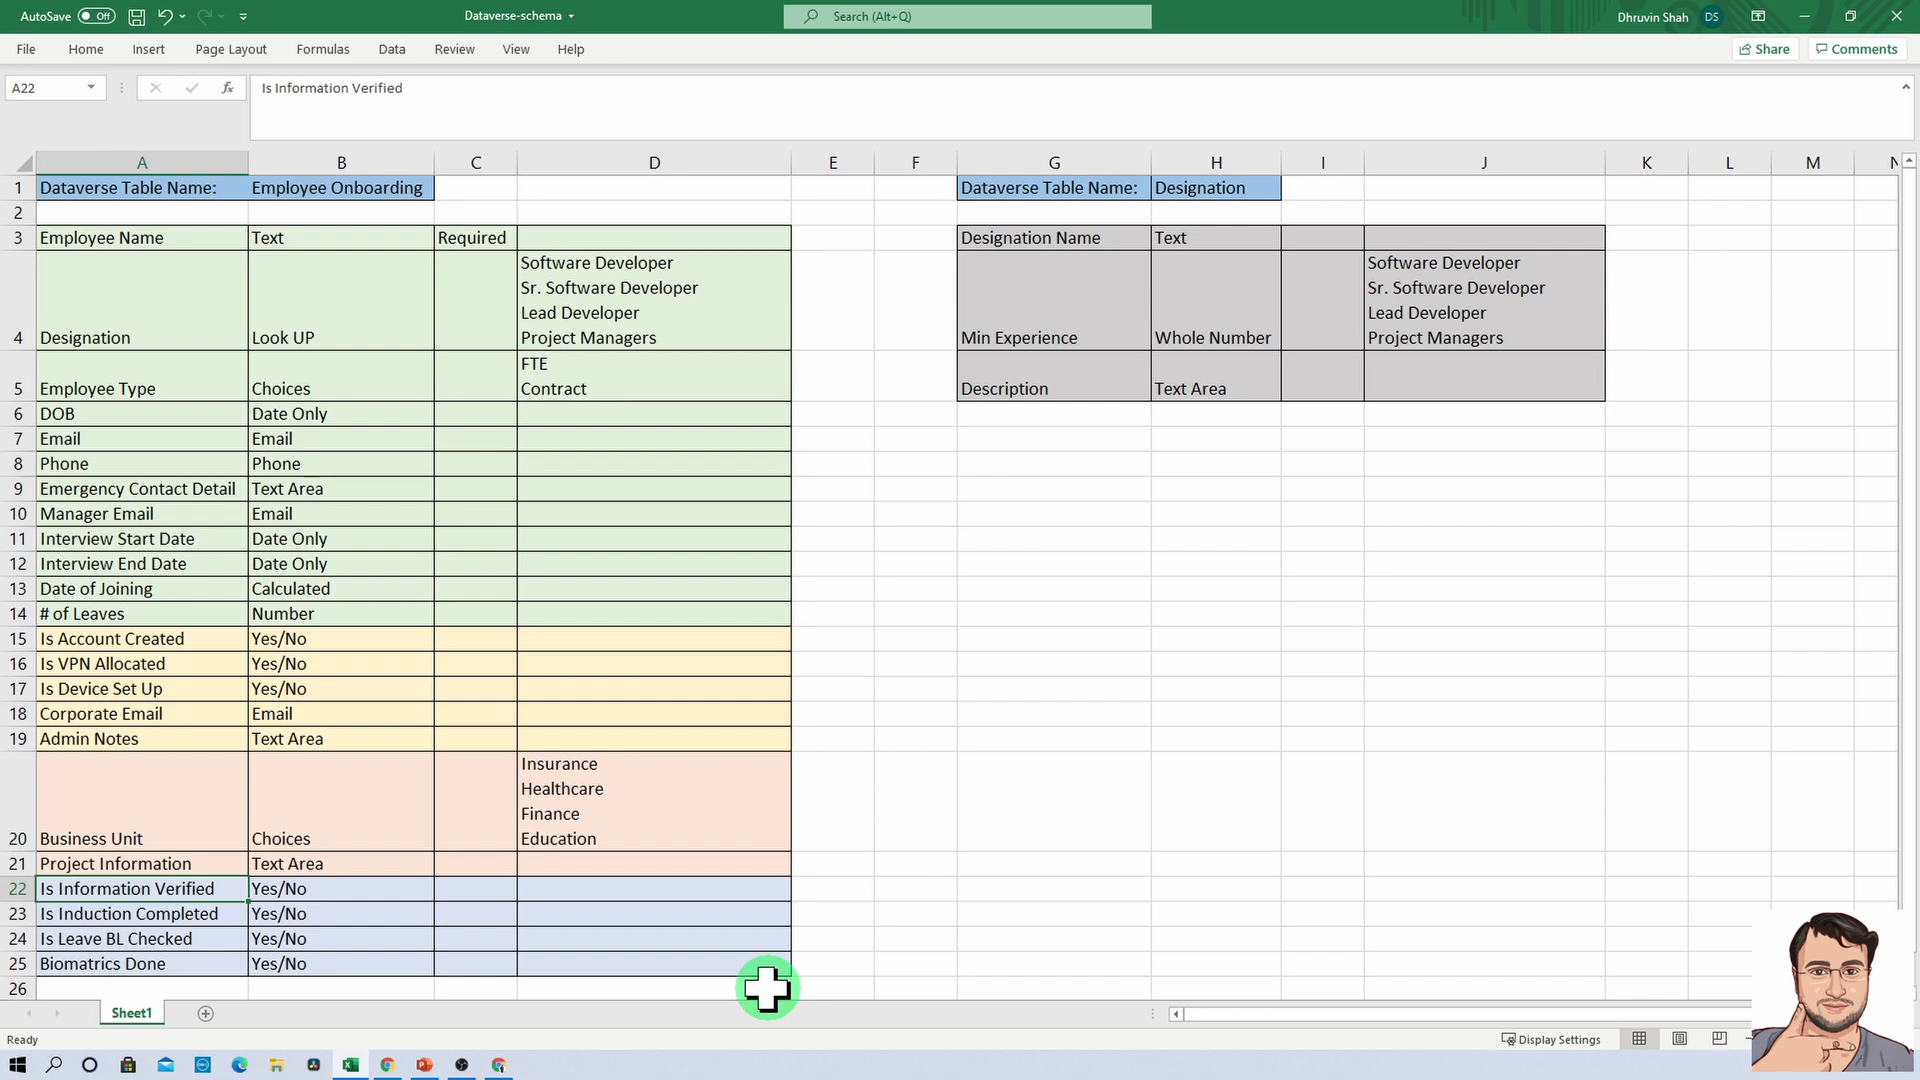 AutoSave Off Dataverse-schema Search (Alt+Q) Dhruvin Shah DS
File Home Insert Page Layout Formulas Data Review View Help Share Comments
A22 fx Is Information Verified
A B C D E F G H I J K L M N
1 Dataverse Table Name: Employee Onboarding Dataverse Table Name: Designation
2
3 Employee Name Text Required Designation Name Text
Software Developer Software Developer
Sr. Software Developer Sr. Software Developer
Lead Developer Lead Developer
4 Designation Look UP Project Managers Min Experience Whole Number Project Managers
FTE
5 Employee Type Choices Contract Description Text Area
6 DOB Date Only
7 Email Email
8 Phone Phone
9 Emergency Contact Detail Text Area
10 Manager Email Email
11 Interview Start Date Date Only
12 Interview End Date Date Only
13 Date of Joining Calculated
14 # of Leaves Number
15 Is Account Created Yes/No
16 Is VPN Allocated Yes/No
17 Is Device Set Up Yes/No
18 Corporate Email Email
19 Admin Notes Text Area
Insurance
Healthcare
Finance
20 Business Unit Choices Education
21 Project Information Text Area
22 Is Information Verified Yes/No
23 Is Induction Completed Yes/No
24 Is Leave BL Checked Yes/No
25 Biomatrics Done Yes/No
26
Sheet1
Ready Display Settings